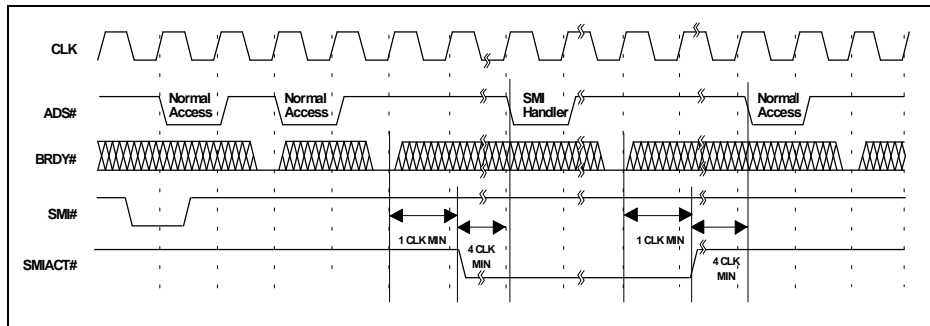 CLK
ADS#
Normal
Access
Normal
Access
SMI
Handler
Normal
Access
BRDY#
SMI#
1 CLK MIN
4 CLK
MIN
1 CLK MIN
4 CLK
MIN
SMIACT#